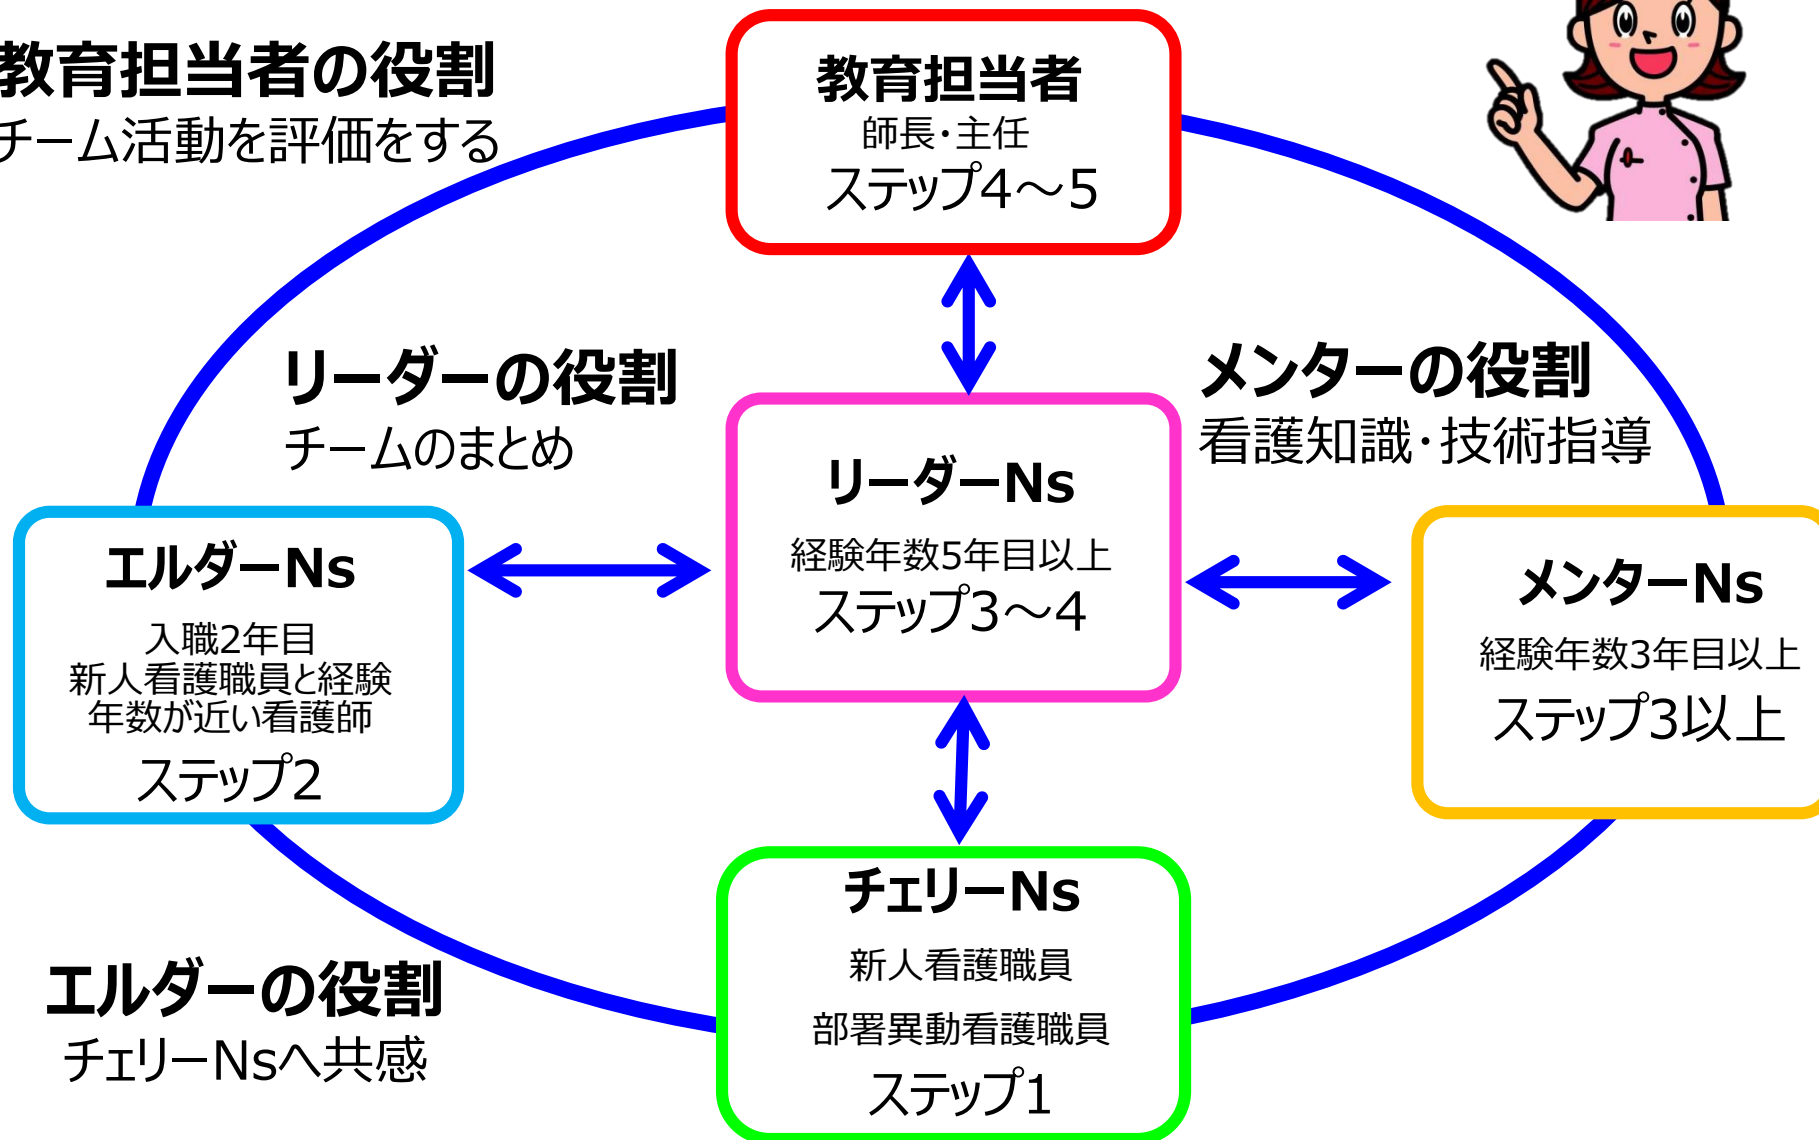 教育担当者の役割
チーム活動を評価をする
教育担当者
師長・主任
ステップ4～5
リーダーの役割
チームのまとめ
メンターの役割
看護知識・技術指導
リーダーNs
経験年数5年目以上
ステップ3～4
エルダーNs
入職2年目
新人看護職員と経験
年数が近い看護師
ステップ2
メンターNs
経験年数3年目以上
ステップ3以上
チェリーNs
新人看護職員
部署異動看護職員
ステップ1
エルダーの役割
チェリーNsへ共感